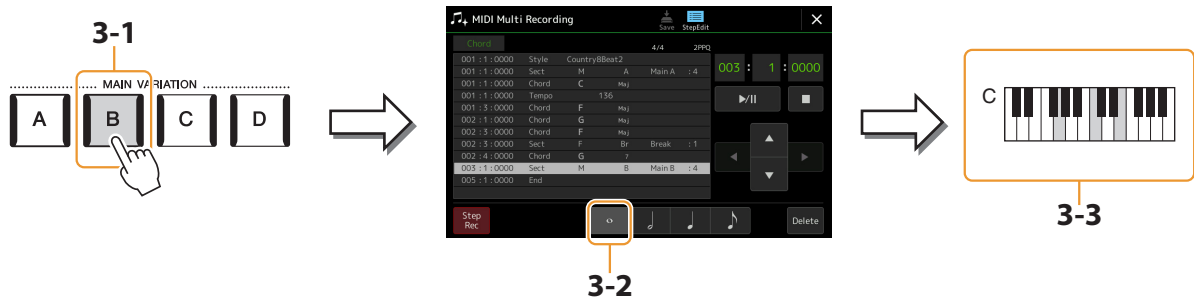 3-1
MAIN VARIATION
A B C D
MIDI Multi Recording
Save StepEdit
Chord 4/4 2PPQ
001 : 1 : 0000 Style Country8Beat2
001 : 1 : 0000 Sect M A Main A : 4
001 : 1 : 0000 Chord C Maj
001 : 1 : 0000 Tempo 136
001 : 3 : 0000 Chord F Maj
002 : 1 : 0000 Chord G Maj
002 : 3 : 0000 Chord F Maj
002 : 3 : 0000 Sect F Br Break : 1
002 : 4 : 0000 Chord G 7
003 : 1 : 0000 Sect M B Main B : 4
005 : 1 : 0000 End
003 : 1 : 0000
Step
Rec
Delete
3-2
C
3-3